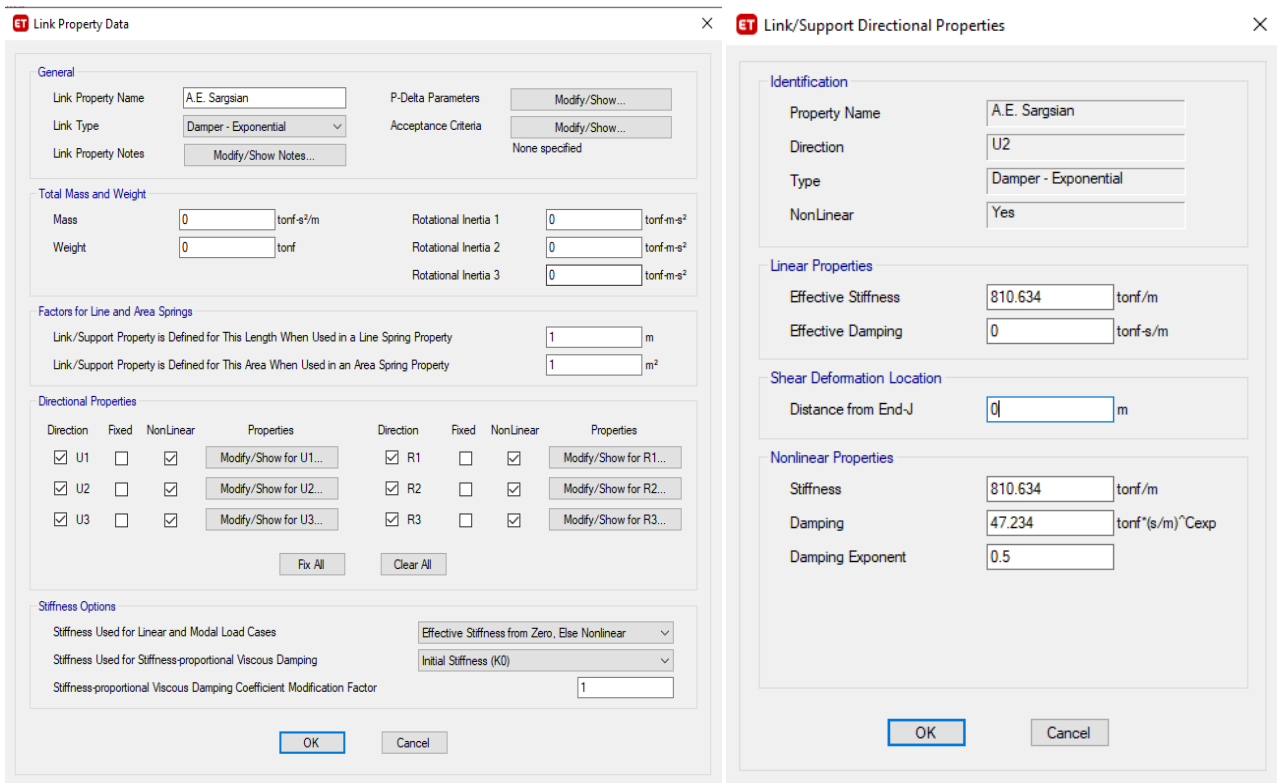 ET Link Property Data
General
Link Property Name A.E. Sargsian P-Delta Parameters Modify/Show...
Link Type Damper - Exponential Acceptance Criteria Modify/Show...
Link Property Notes Modify/Show Notes... None specified
Total Mass and Weight
Mass 0 tonf-s²/m Rotational Inertia 1 0 tonf-m-s²
Weight 0 tonf Rotational Inertia 2 0 tonf-m-s²
Rotational Inertia 3 0 tonf-m-s²
Factors for Line and Area Springs
Link/Support Property is Defined for This Length When Used in a Line Spring Property 1 m
Link/Support Property is Defined for This Area When Used in an Area Spring Property 1 m²
Directional Properties
Direction Fixed NonLinear Properties Direction Fixed NonLinear Properties
U1 Modify/Show for U1... R1 Modify/Show for R1...
U2 Modify/Show for U2... R2 Modify/Show for R2...
U3 Modify/Show for U3... R3 Modify/Show for R3...
Fix All Clear All
Stiffness Options
Stiffness Used for Linear and Modal Load Cases Effective Stiffness from Zero, Else Nonlinear
Stiffness Used for Stiffness-proportional Viscous Damping Initial Stiffness (K0)
Stiffness-proportional Viscous Damping Coefficient Modification Factor 1
OK Cancel
ET Link/Support Directional Properties
Identification
Property Name A.E. Sargsian
Direction U2
Type Damper - Exponential
NonLinear Yes
Linear Properties
Effective Stiffness 810.634 tonf/m
Effective Damping 0 tonf-s/m
Shear Deformation Location
Distance from End-J 0 m
Nonlinear Properties
Stiffness 810.634 tonf/m
Damping 47.234 tonf*(s/m)^Cexp
Damping Exponent 0.5
OK Cancel